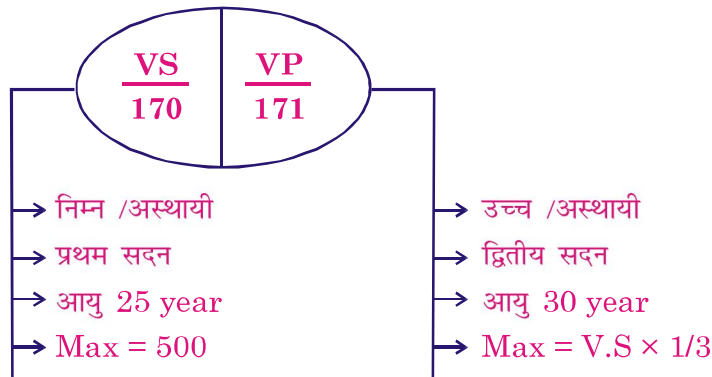 VS
170
VP
171
निम्न /अस्थायी
प्रथम सदन
आयु 25 year
Max = 500
उच्च /अस्थायी
द्वितीय सदन
आयु 30 year
Max = V.S × 1/3